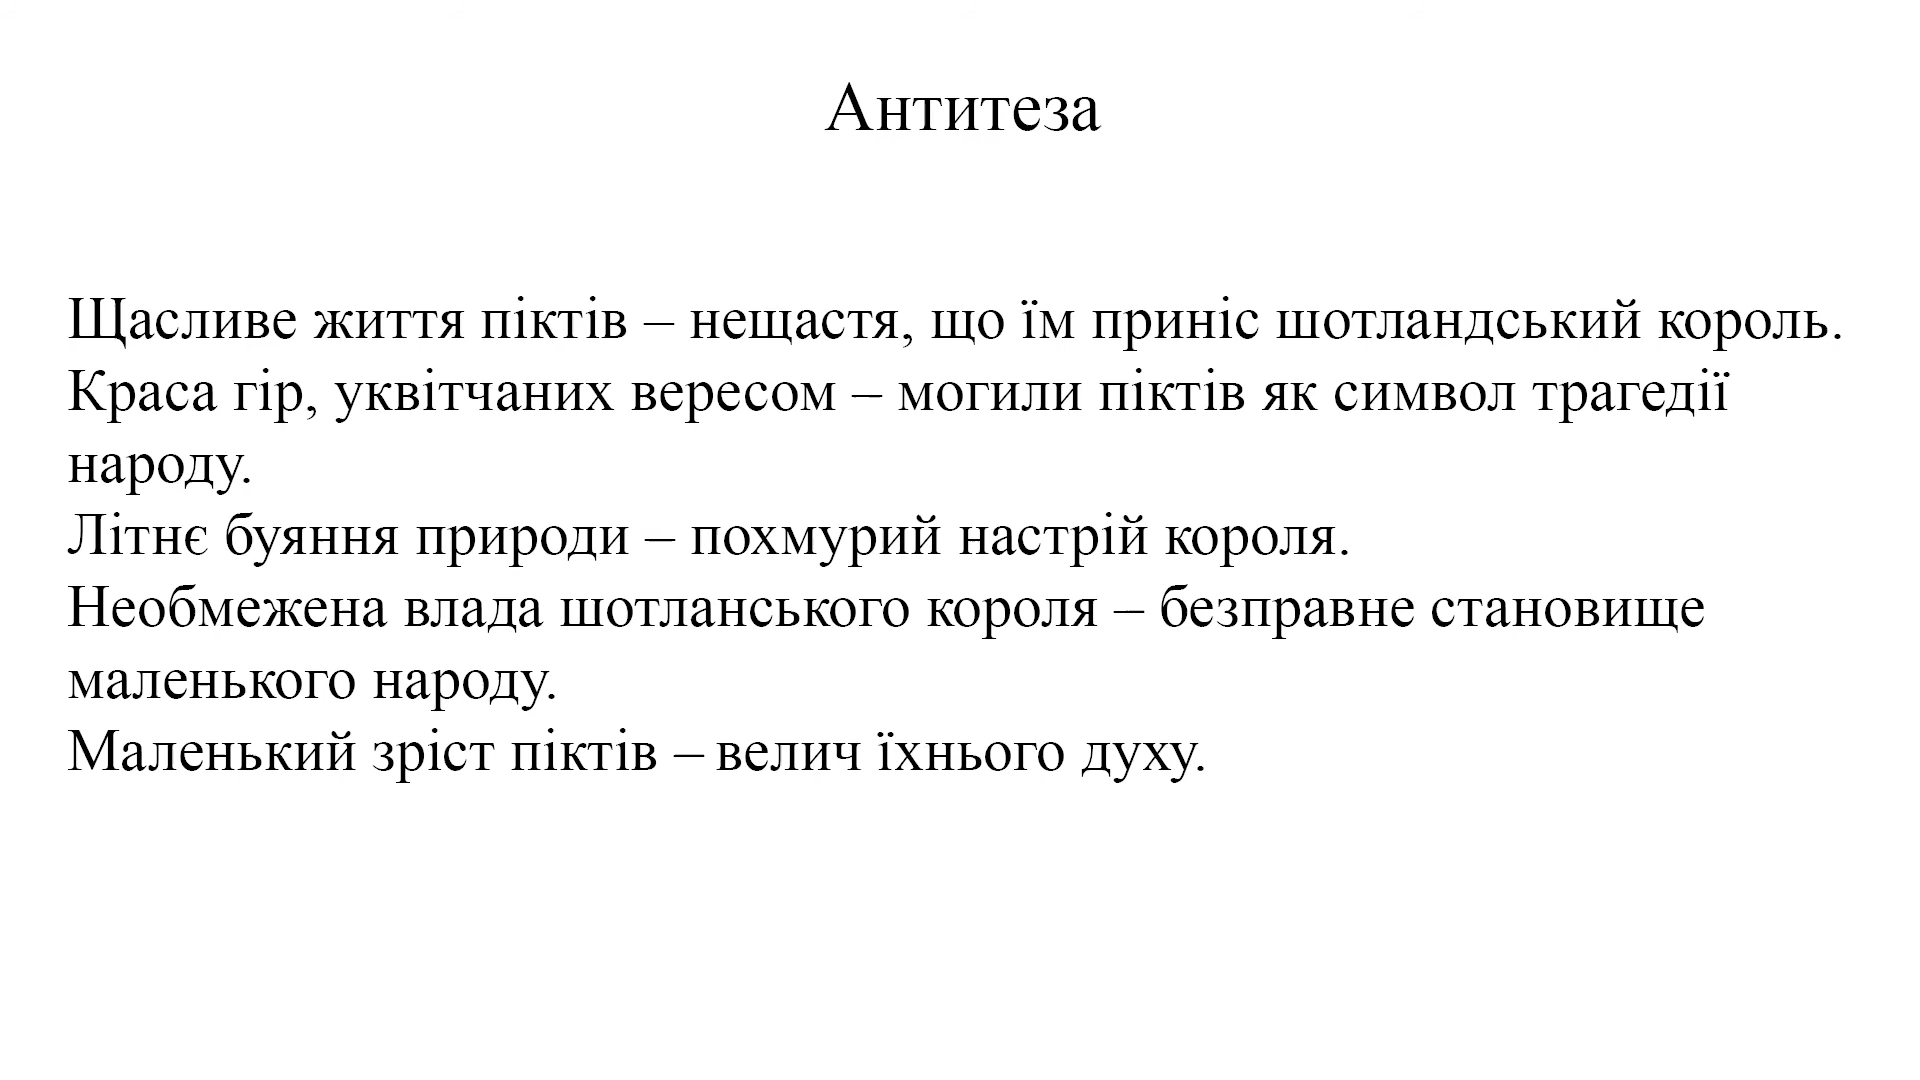 Антитеза
Щасливе життя піктів – нещастя, що їм приніс шотландський король.
Краса гір, уквітчаних вересом – могили піктів як символ трагедії
народу.
Літнє буяння природи – похмурий настрій короля.
Необмежена влада шотланського короля – безправне становище
маленького народу.
Маленький зріст піктів – велич їхнього духу.